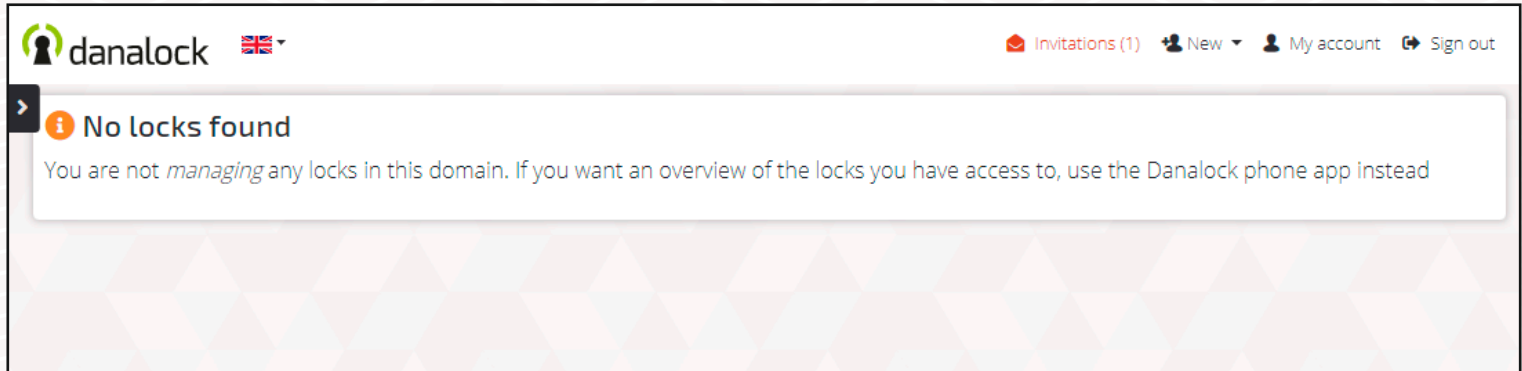 danalock
Invitations (1) New My account Sign out
No locks found
You are not managing any locks in this domain. If you want an overview of the locks you have access to, use the Danalock phone app instead